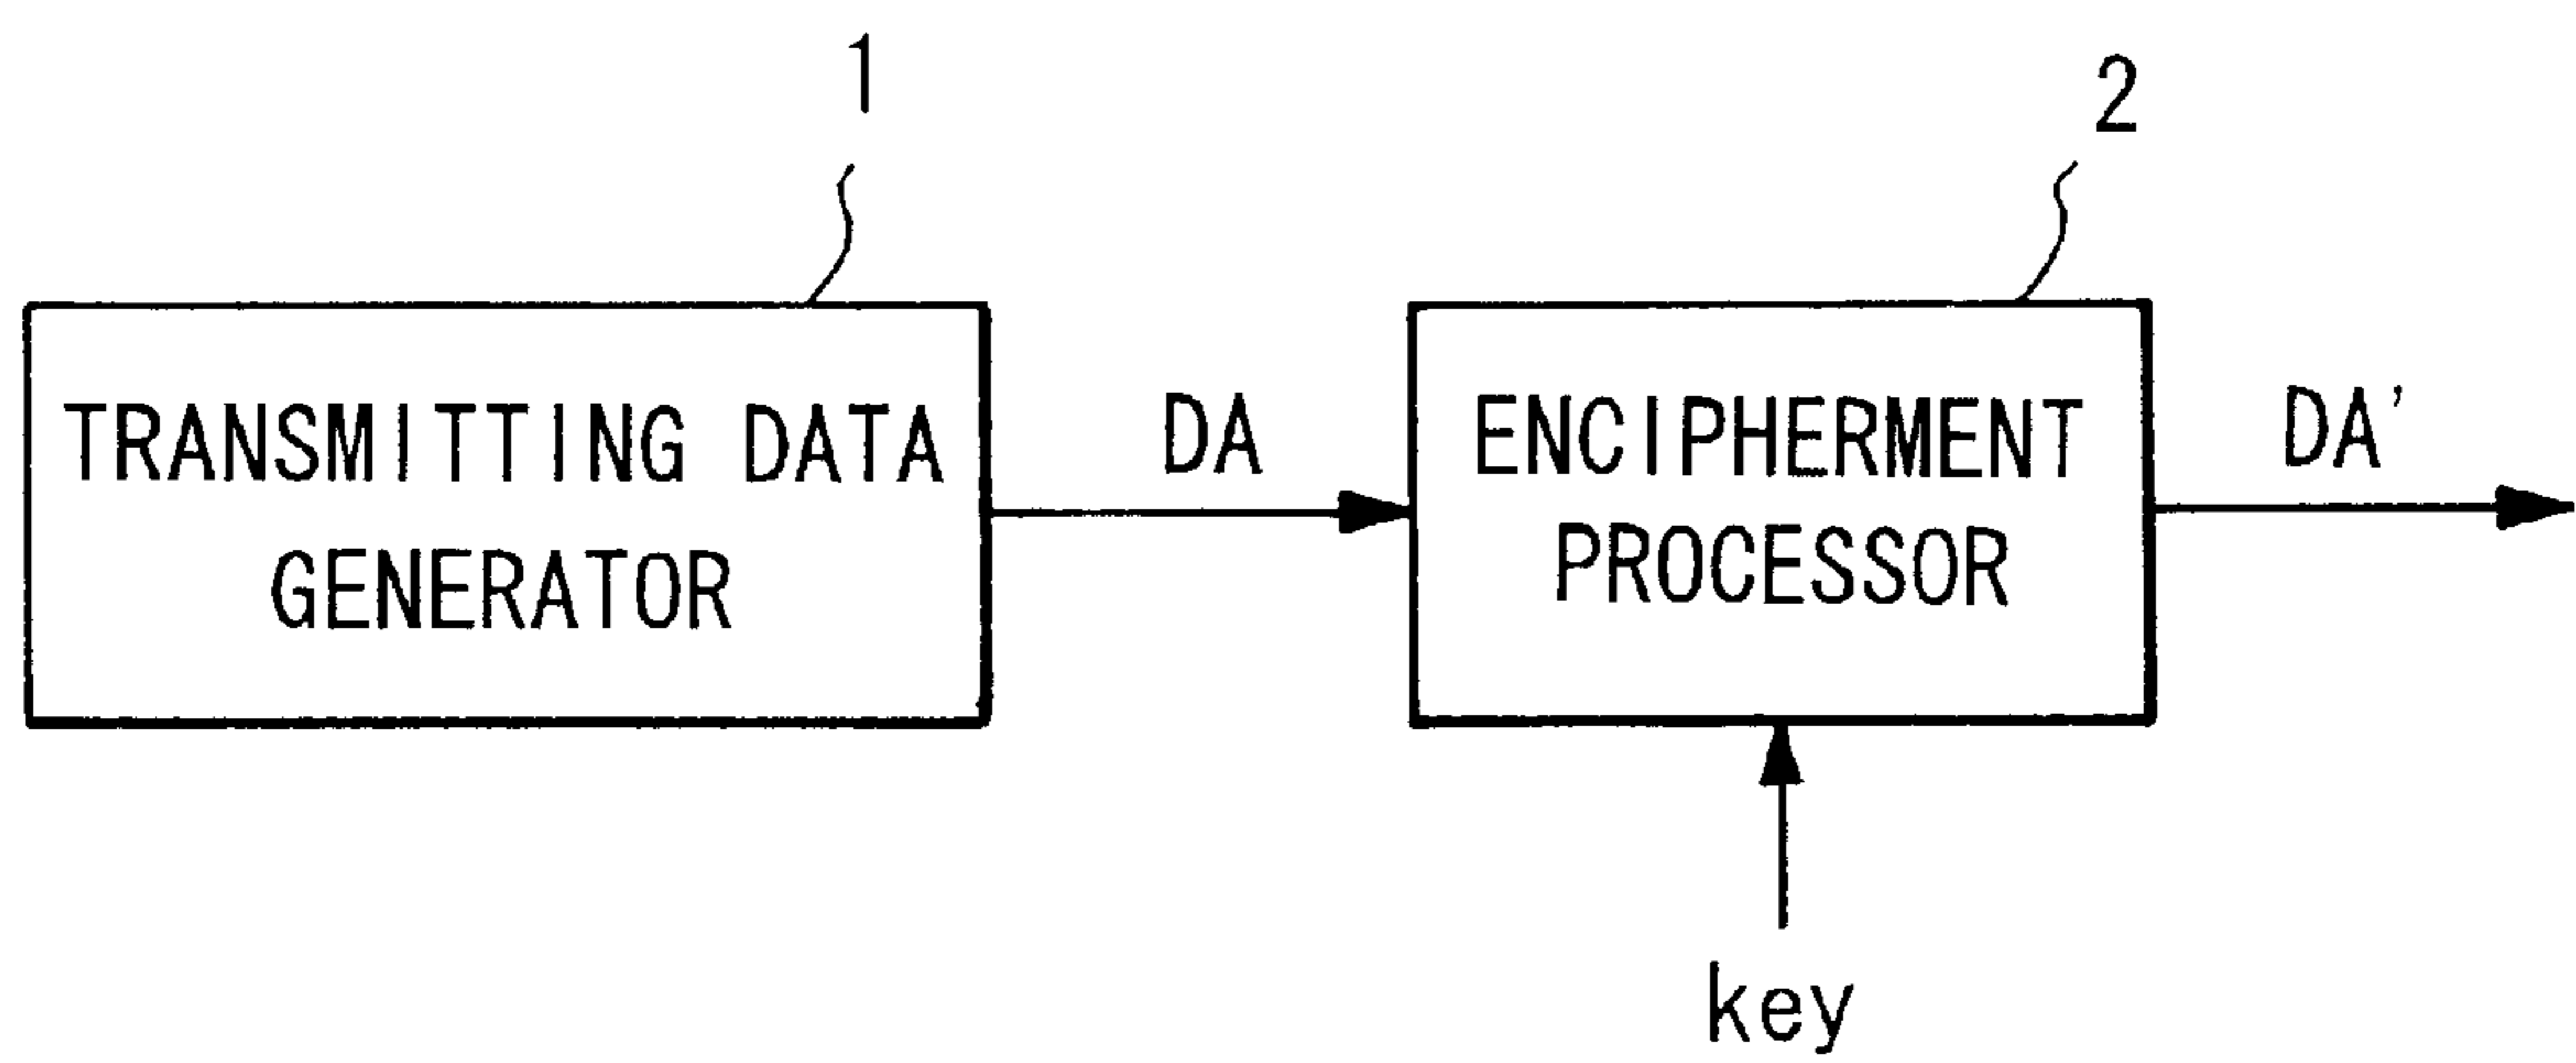 1
2
TRANSMITTING DATA
GENERATOR
DA
ENCIPHERMENT
PROCESSOR
DA'
key